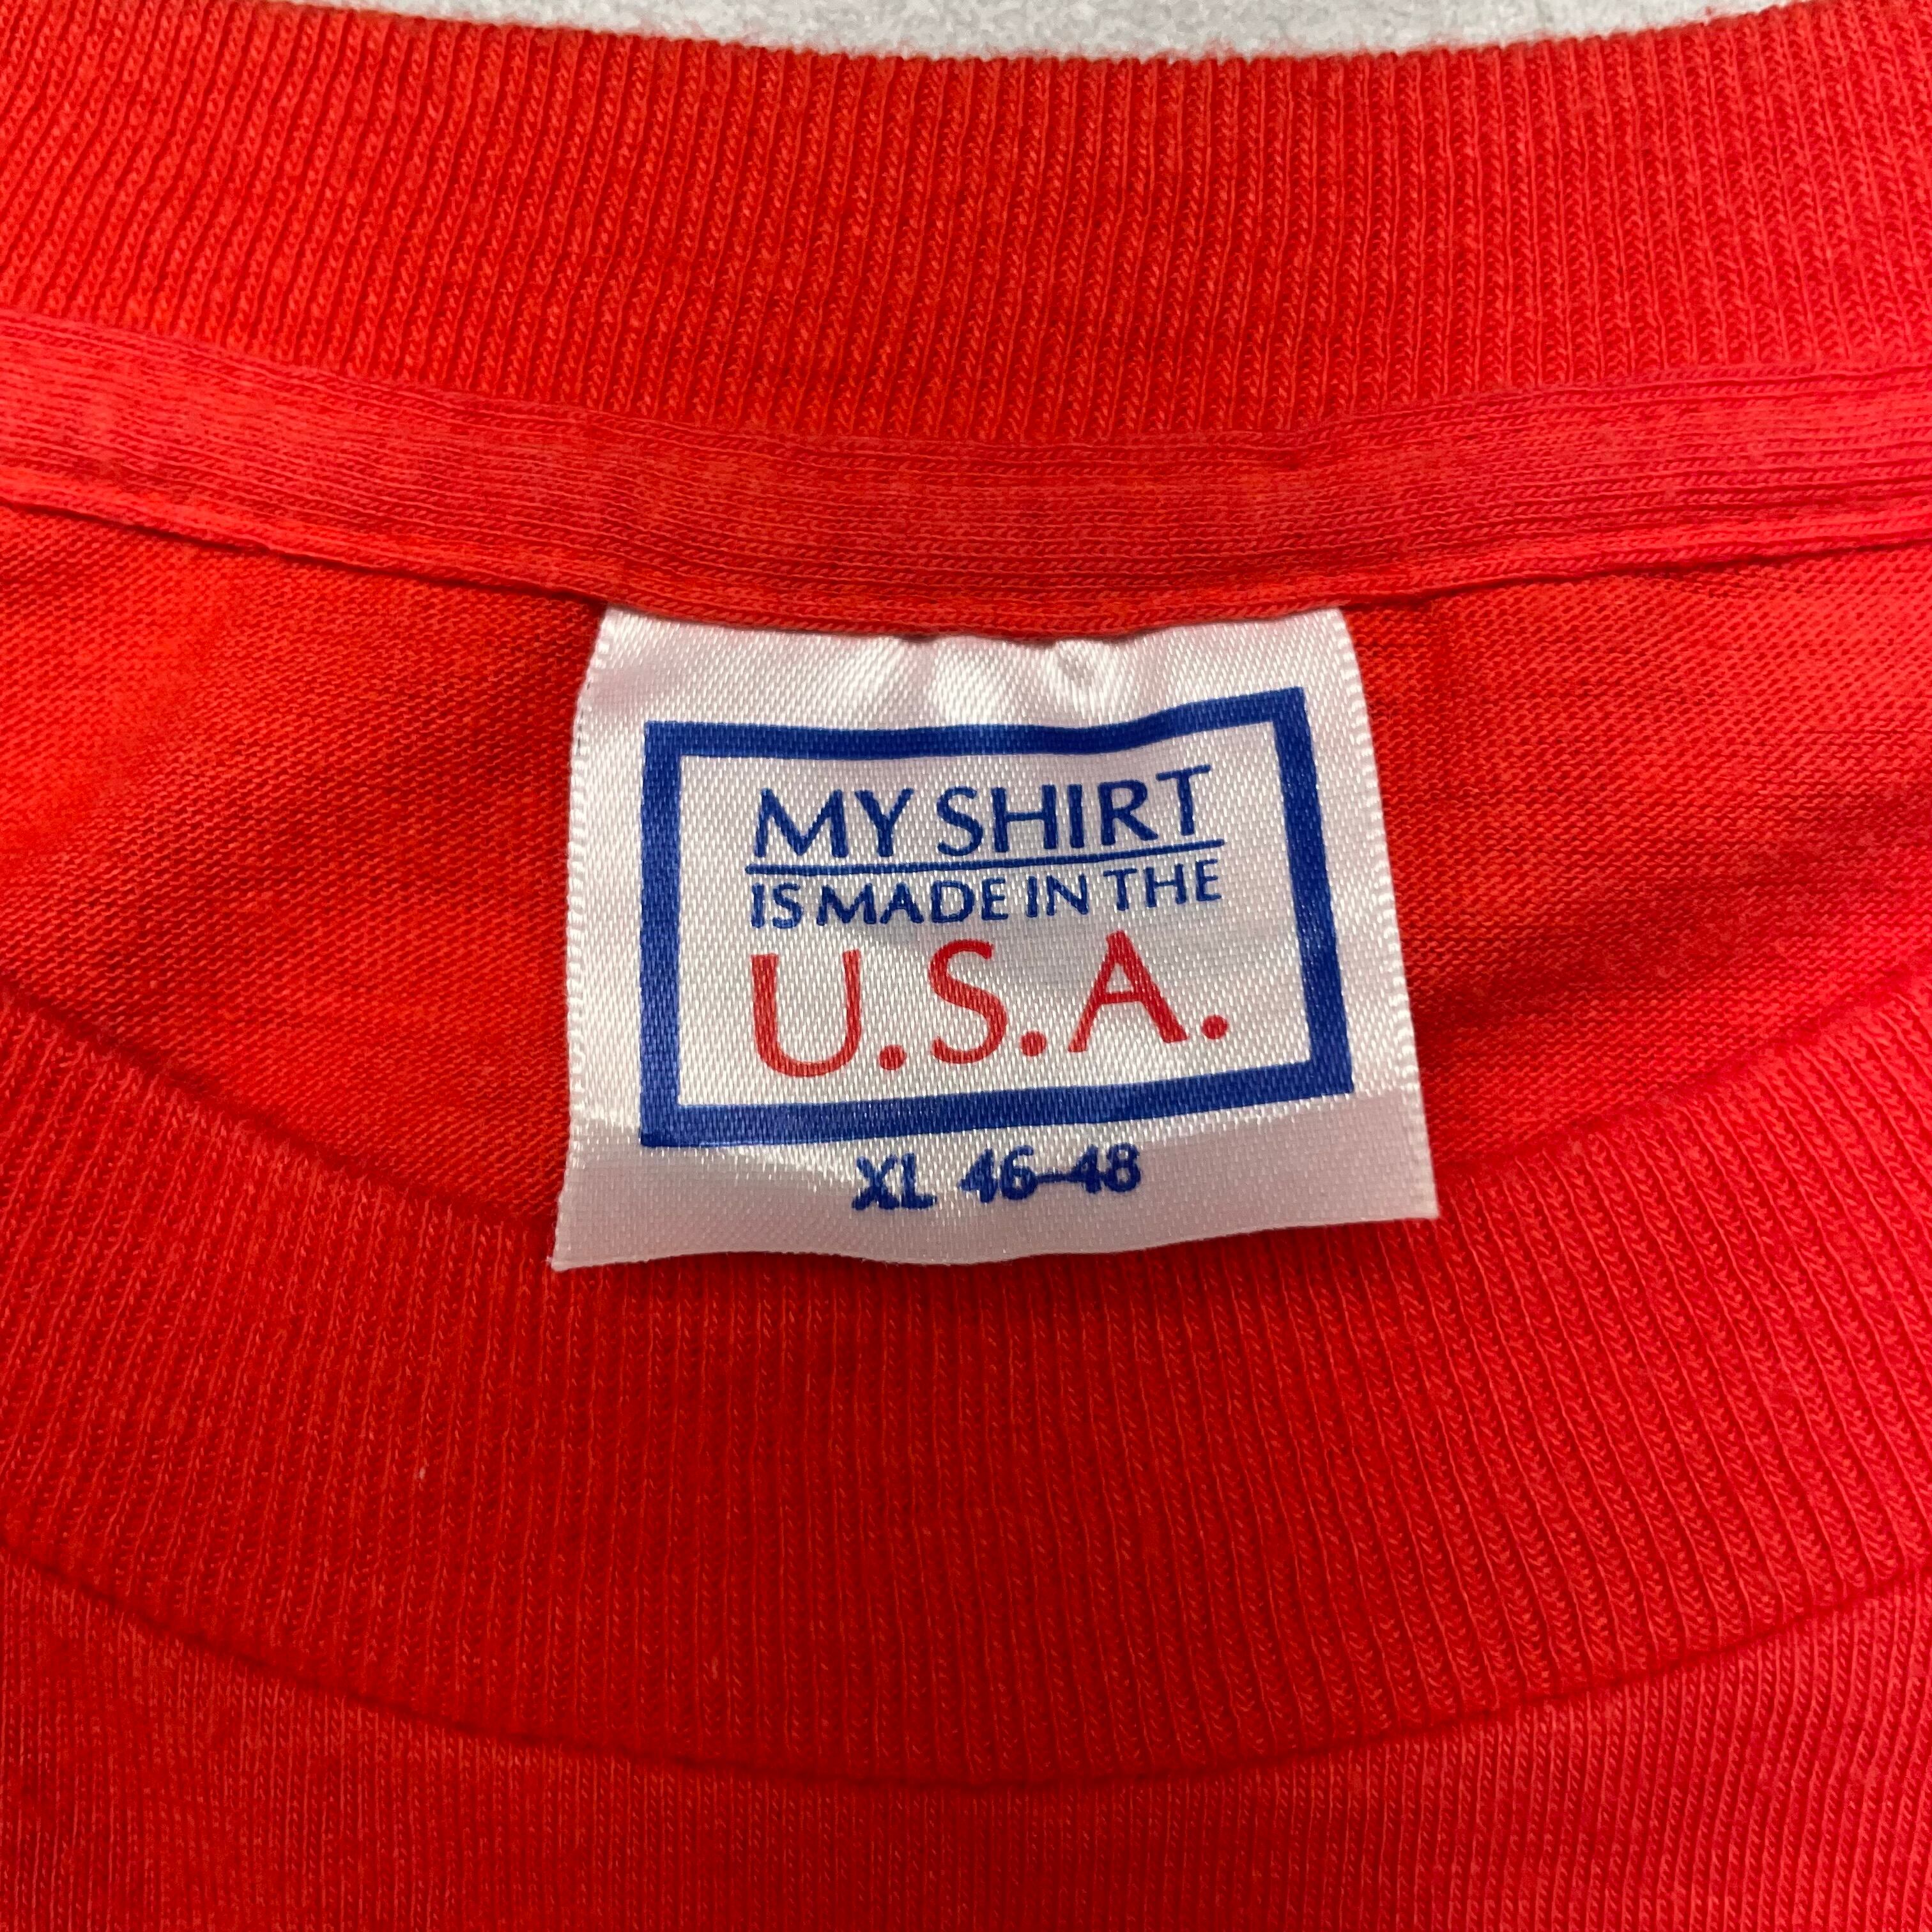 MY SHIRT
IS MADE IN THE
U.S.A.
XL 46-48